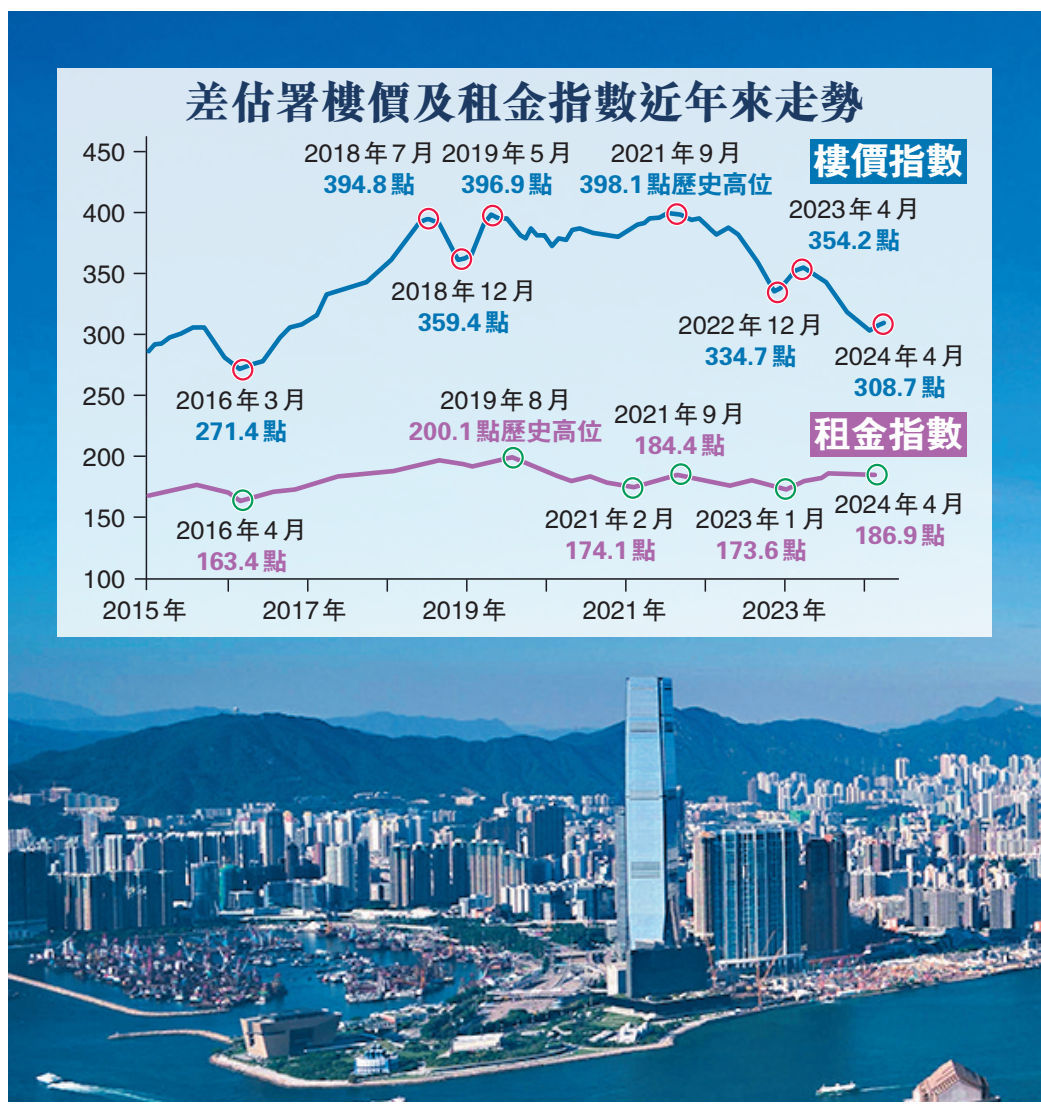 差估署樓價及租金指數近年來走勢
樓價指數
450
400
350
300
250
200
150
100
2018年7月
394.8點
2019年5月
396.9點
2021年9月
398.1點歷史高位
2023年4月
354.2點
2018年12月
359.4點
2022年12月
334.7點
2024年4月
308.7點
2016年3月
271.4點
租金指數
2019年8月
200.1點歷史高位
2021年9月
184.4點
2016年4月
163.4點
2021年2月
174.1點
2023年1月
173.6點
2024年4月
186.9點
2015年
2017年
2019年
2021年
2023年